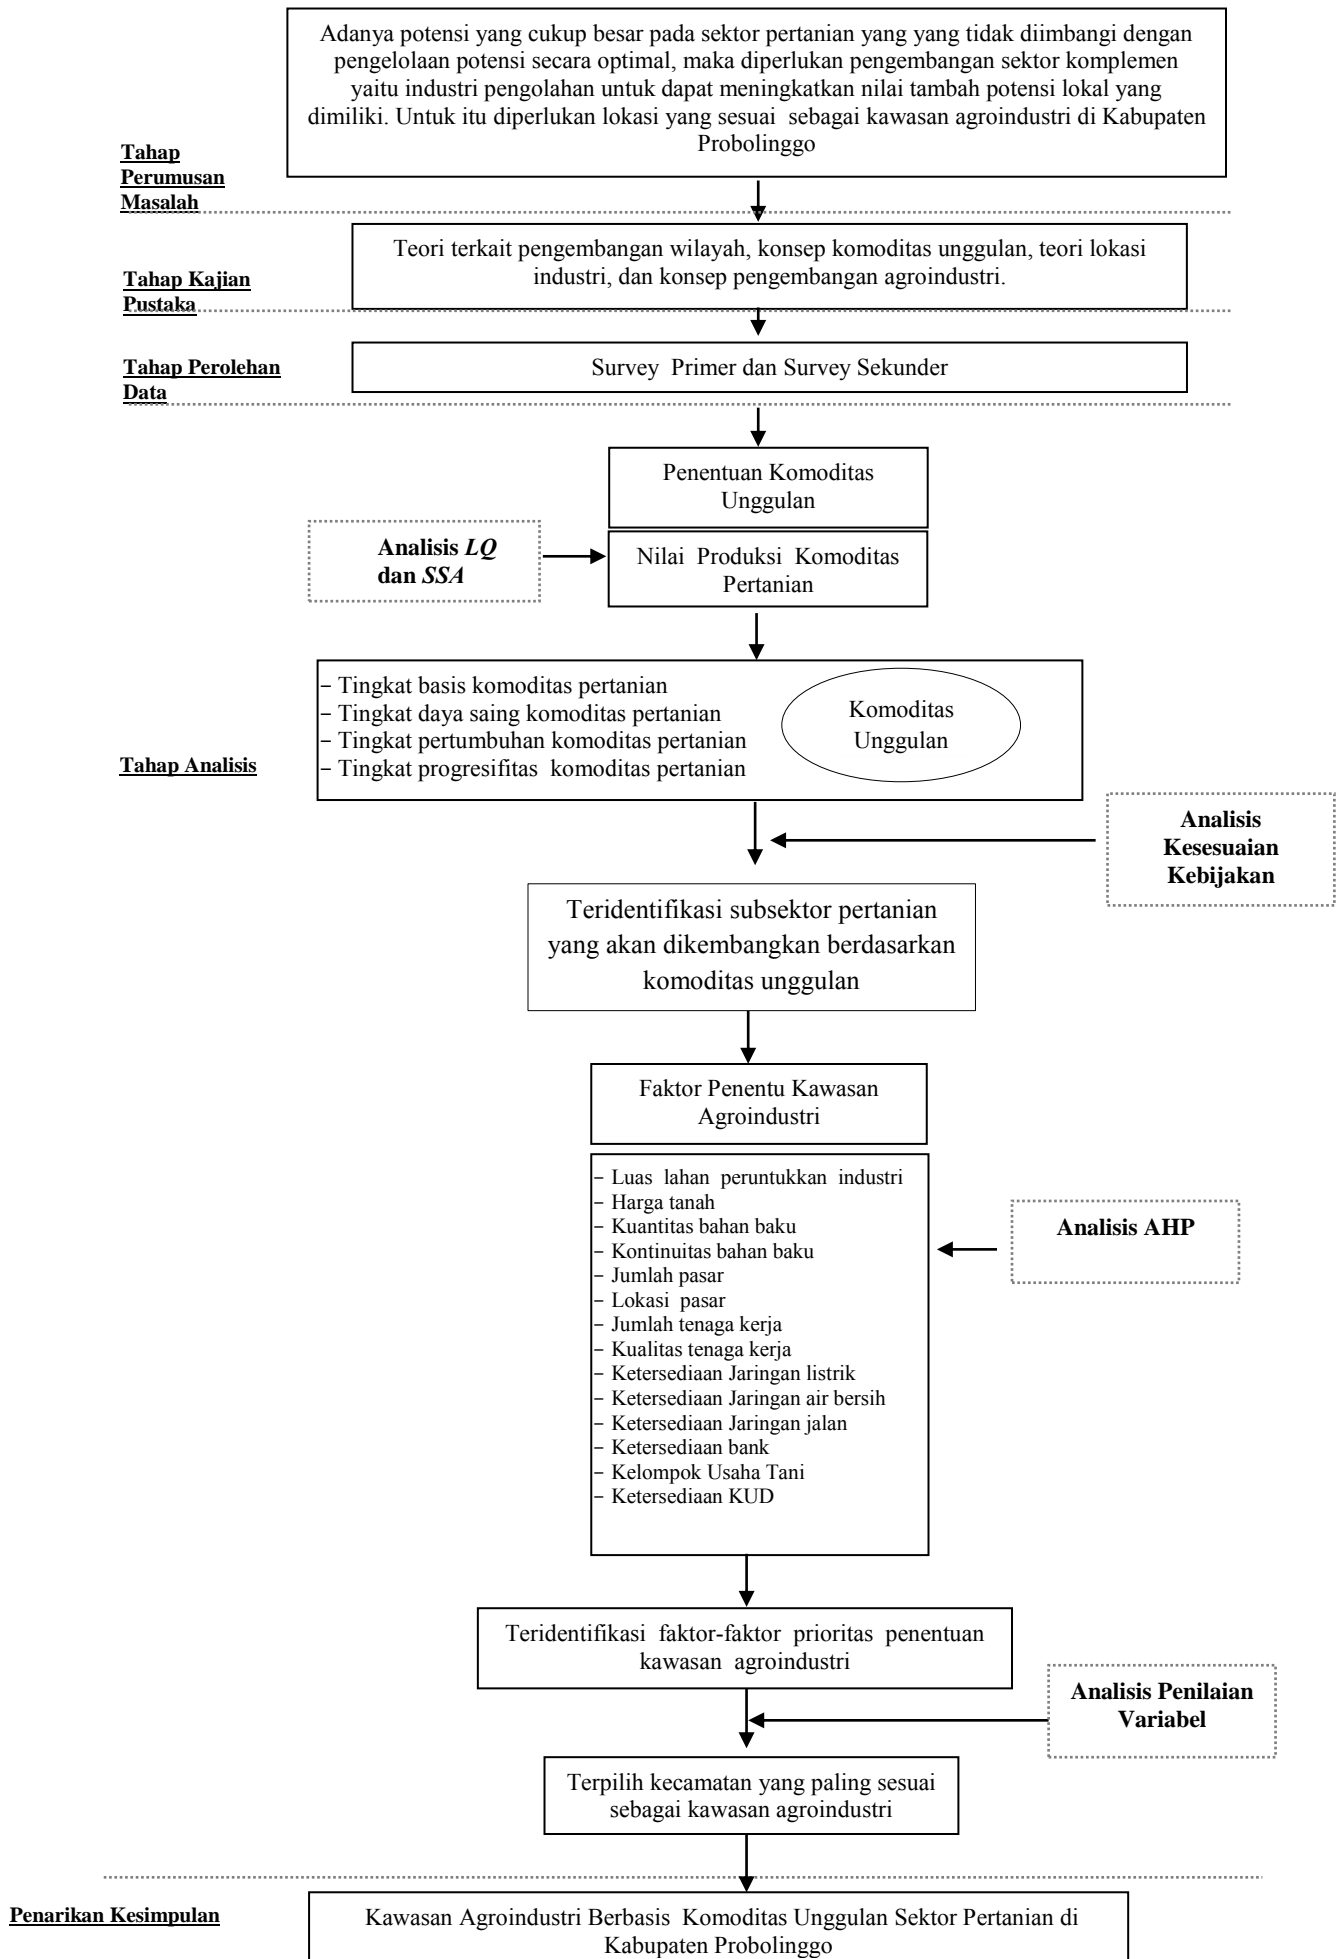 Adanya potensi yang cukup besar pada sektor pertanian yang yang tidak diimbangi dengan
pengelolaan potensi secara optimal, maka diperlukan pengembangan sektor komplemen
yaitu industri pengolahan untuk dapat meningkatkan nilai tambah potensi lokal yang
dimiliki. Untuk itu diperlukan lokasi yang sesuai sebagai kawasan agroindustri di Kabupaten
Probolinggo
Tahap
Perumusan
Masalah
Teori terkait pengembangan wilayah, konsep komoditas unggulan, teori lokasi
industri, dan konsep pengembangan agroindustri.
Tahap Kajian
Pustaka
Tahap Perolehan
Data
Survey Primer dan Survey Sekunder
Penentuan Komoditas
Unggulan
Analisis LQ
dan SSA
Nilai Produksi Komoditas
Pertanian
– Tingkat basis komoditas pertanian
– Tingkat daya saing komoditas pertanian
– Tingkat pertumbuhan komoditas pertanian
– Tingkat progresifitas komoditas pertanian
Komoditas
Unggulan
Tahap Analisis
Analisis
Kesesuaian
Kebijakan
Teridentifikasi subsektor pertanian
yang akan dikembangkan berdasarkan
komoditas unggulan
Faktor Penentu Kawasan
Agroindustri
– Luas lahan peruntukkan industri
– Harga tanah
– Kuantitas bahan baku
– Kontinuitas bahan baku
– Jumlah pasar
– Lokasi pasar
– Jumlah tenaga kerja
– Kualitas tenaga kerja
– Ketersediaan Jaringan listrik
– Ketersediaan Jaringan air bersih
– Ketersediaan Jaringan jalan
– Ketersediaan bank
– Kelompok Usaha Tani
– Ketersediaan KUD
Analisis AHP
Teridentifikasi faktor-faktor prioritas penentuan
kawasan agroindustri
Analisis Penilaian
Variabel
Terpilih kecamatan yang paling sesuai
sebagai kawasan agroindustri
Penarikan Kesimpulan
Kawasan Agroindustri Berbasis Komoditas Unggulan Sektor Pertanian di
Kabupaten Probolinggo